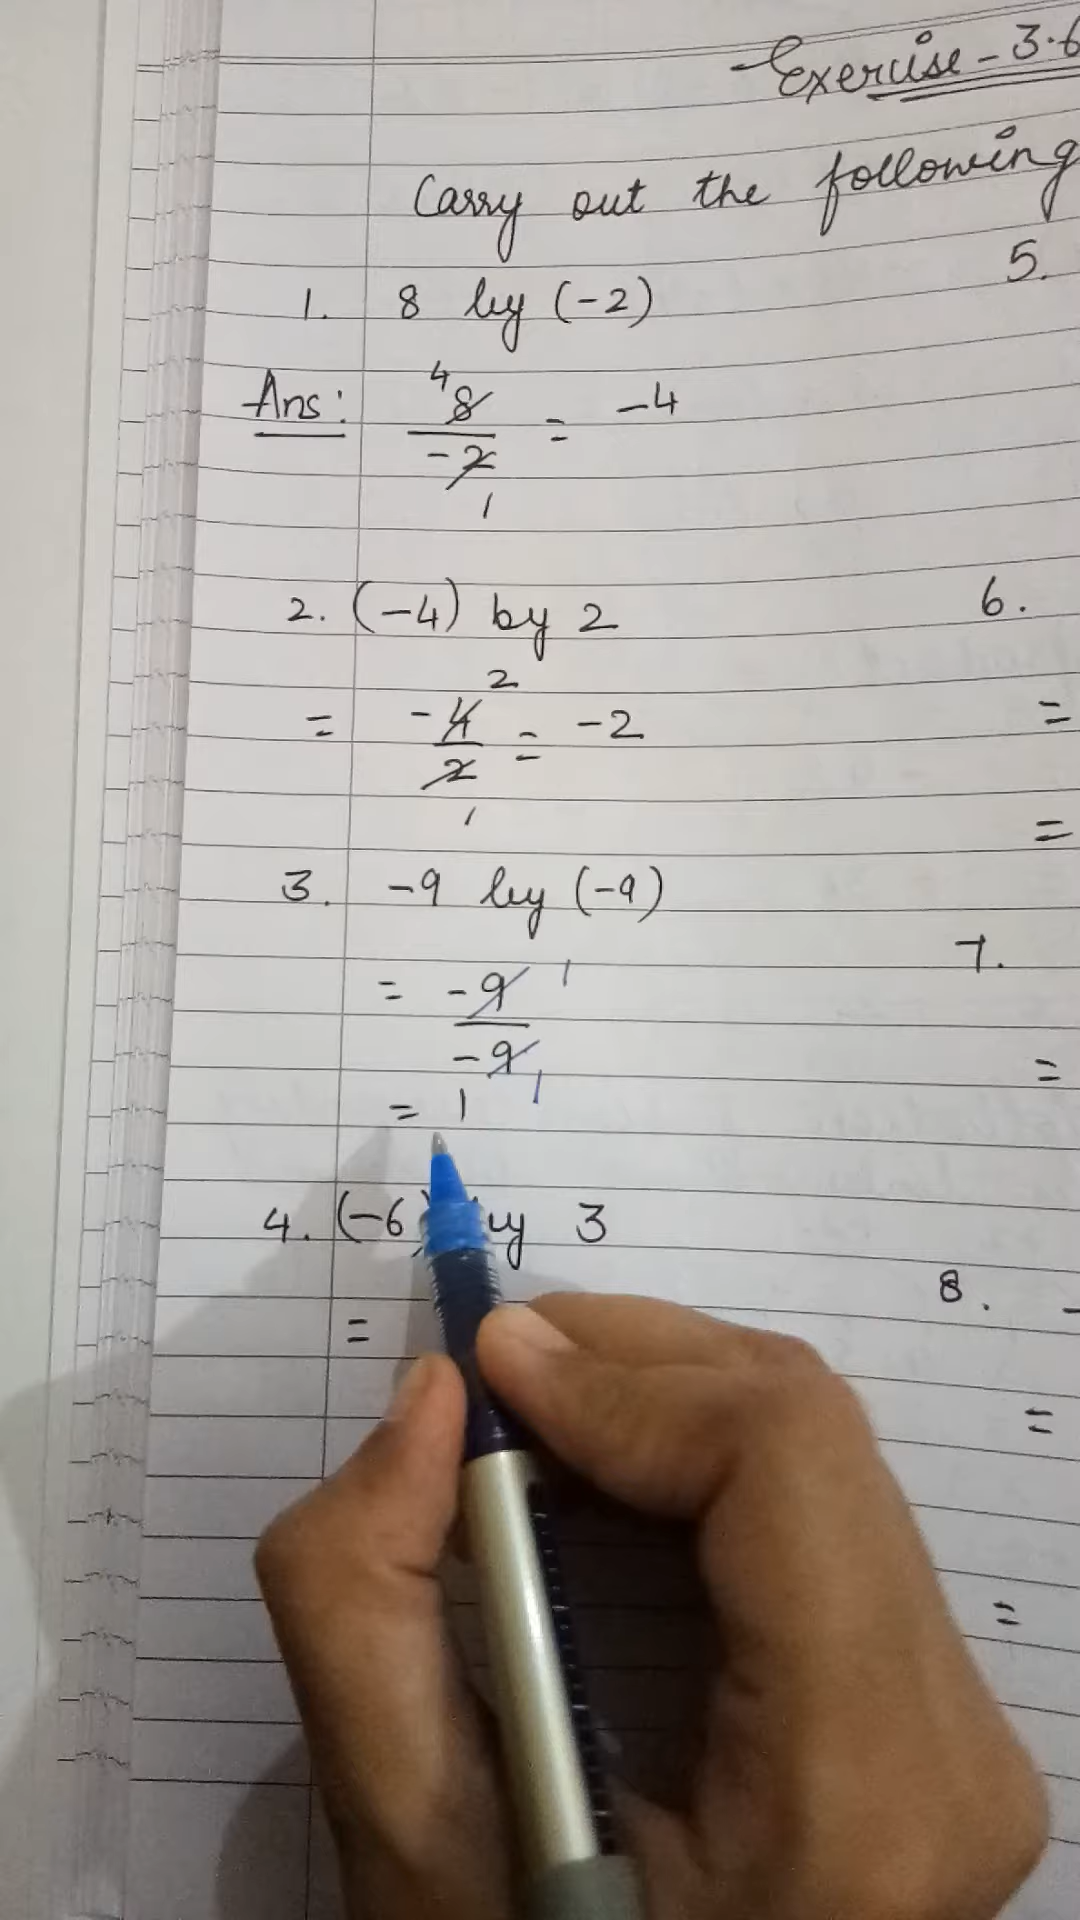 Exercise - 3.6
Carry out the following
1. 8 by (-2)
5.
Ans: 4
8 = -4
-2
1
2. (-4) by 2
6.
2
= -4 = -2
2
1
=
=
3. -9 by (-9)
7.
= -9 1
-9 1
=
= 1
4. (-6) by 3
8. -
=
=
=